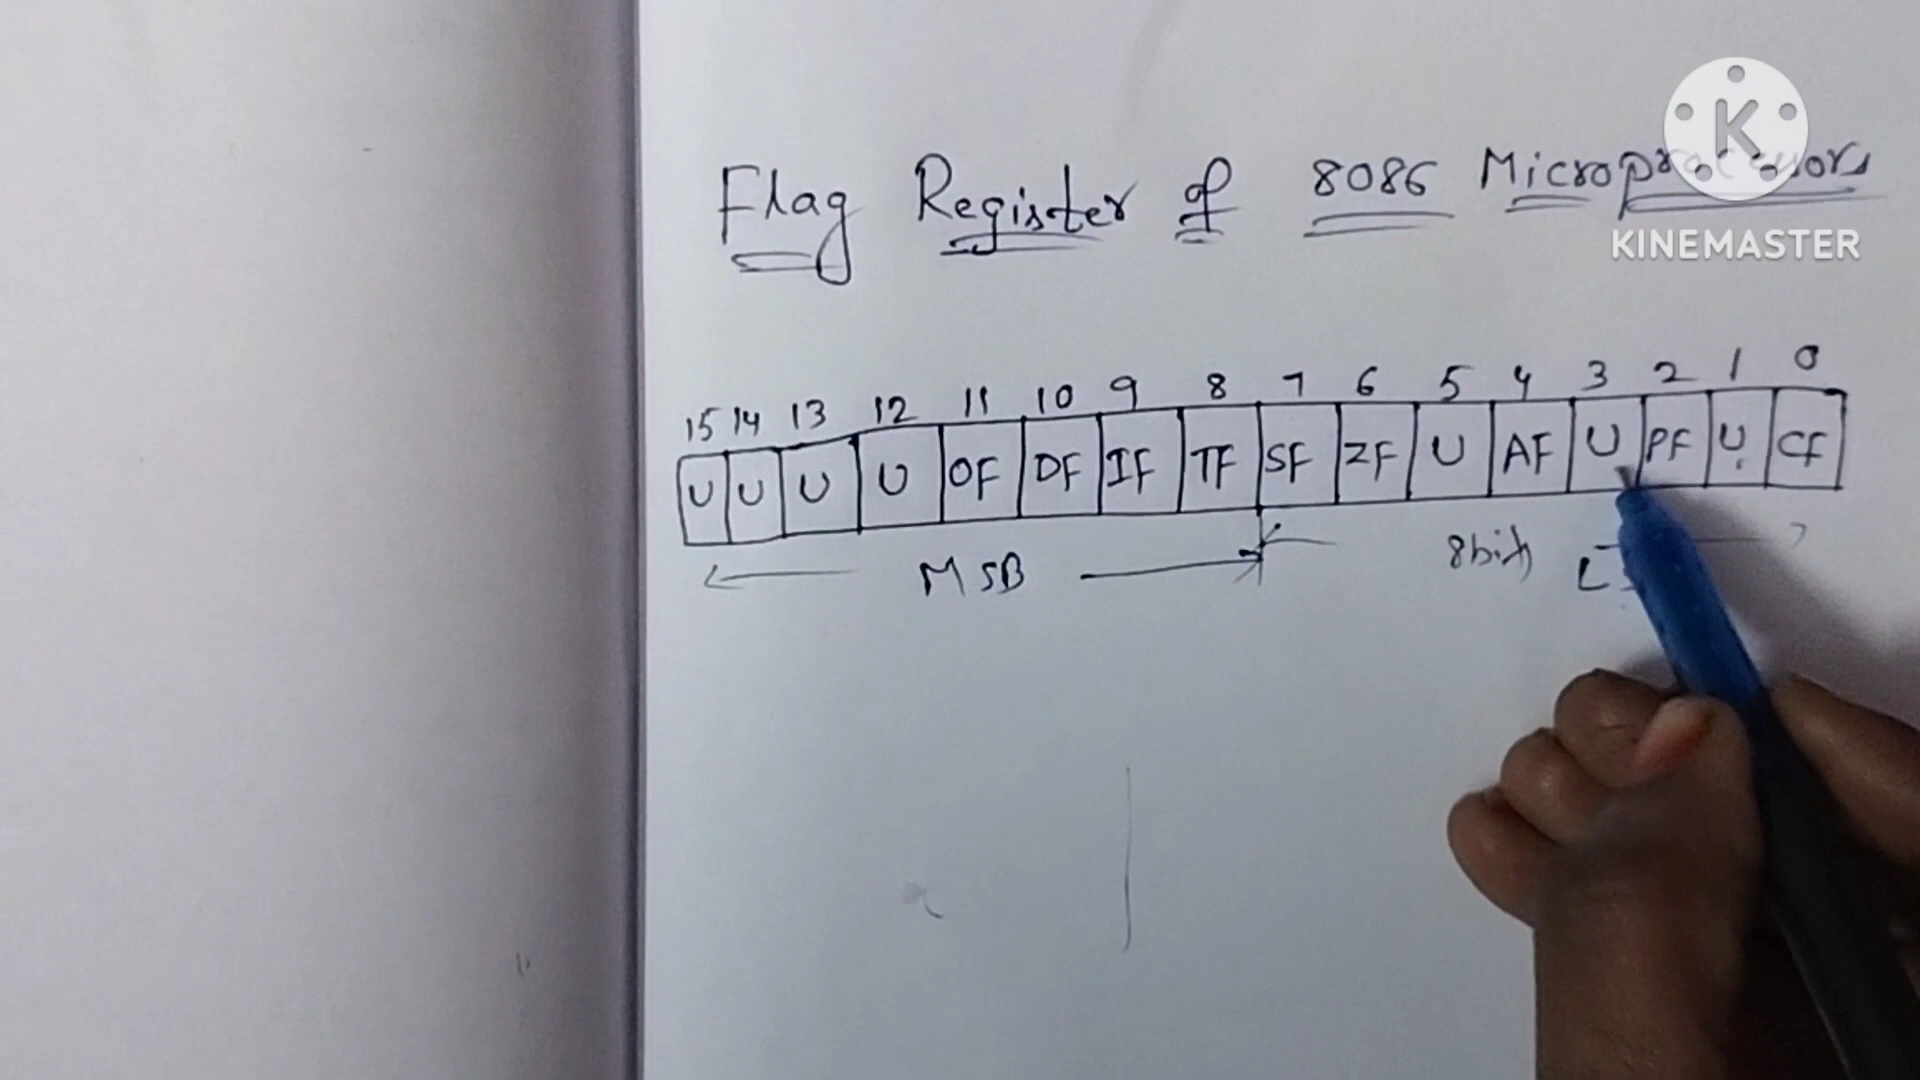 K
KINEMASTER
Flag Register of 8086 Microprocessors
15 14 13 12 11 10 9 8 7 6 5 4 3 2 1 0
U U U U OF DF IF TF SF ZF U AF U PF U CF
MSB 8bit